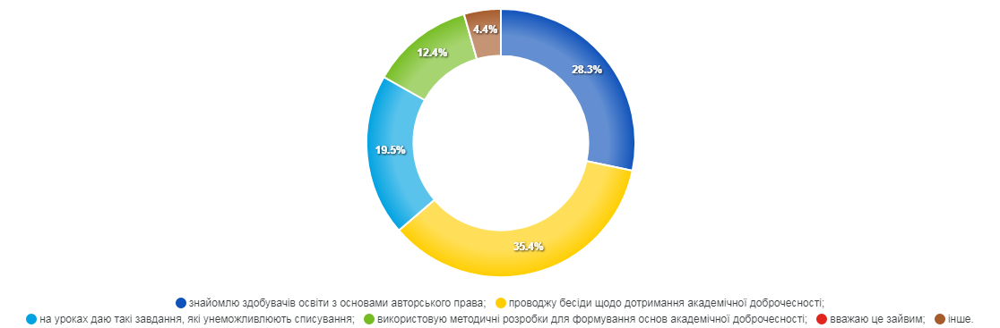 4.4%
12.4%
28.3%
19.5%
35.4%
знайомлю здобувачів освіти з основами авторського права; проводжу бесіди щодо дотримання академічної доброчесності;
на уроках даю такі завдання, які унеможливлюють списування; використовую методичні розробки для формування основ академічної доброчесності; вважаю це зайвим; інше.